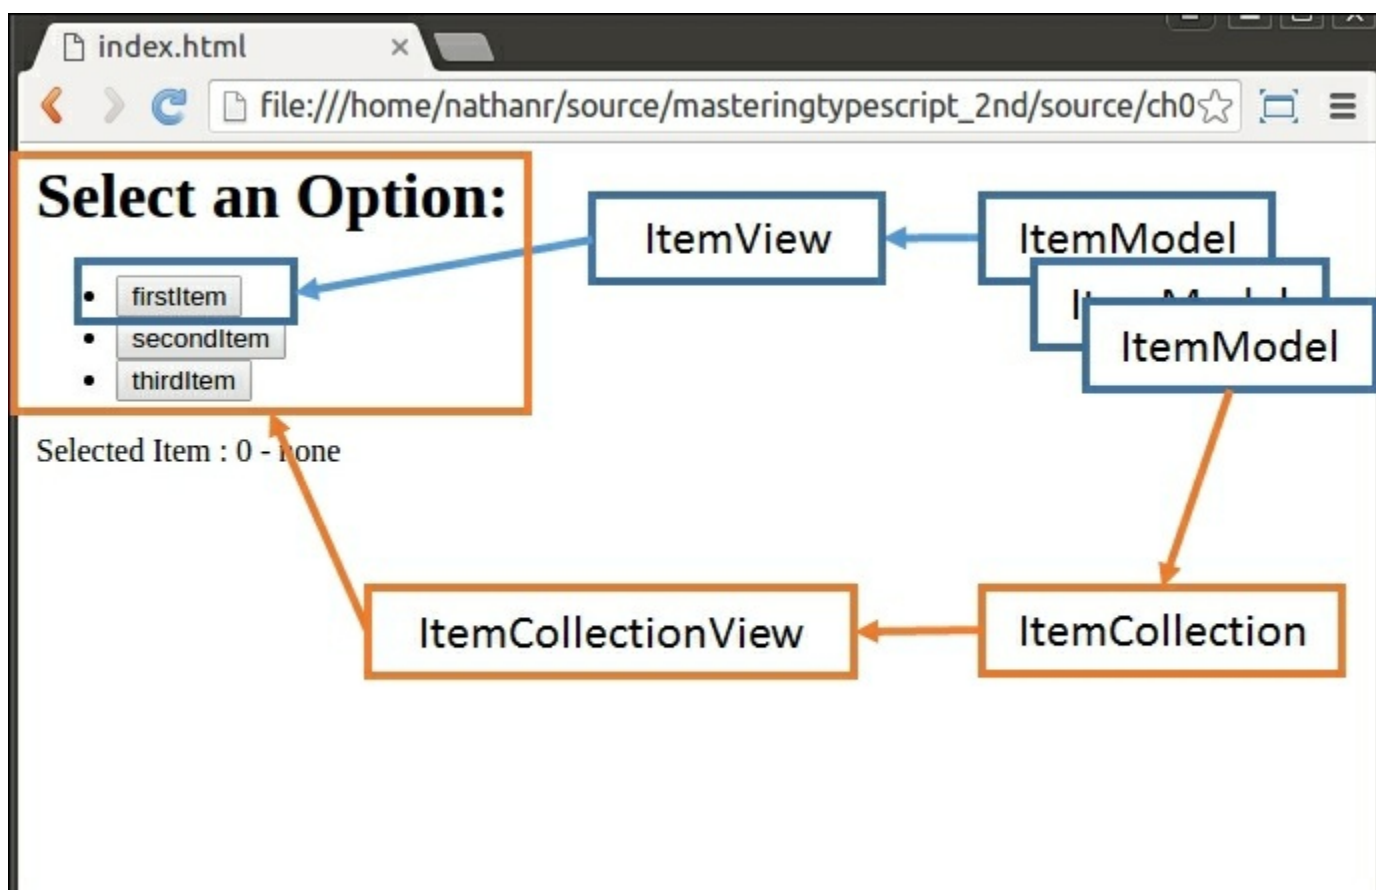 index.html
file:///home/nathanr/source/masteringtypescript_2nd/source/ch0
Select an Option:
ItemView
ItemModel
firstItem
ItemModel
secondItem
thirdItem
Selected Item : 0 - none
ItemCollectionView
ItemCollection